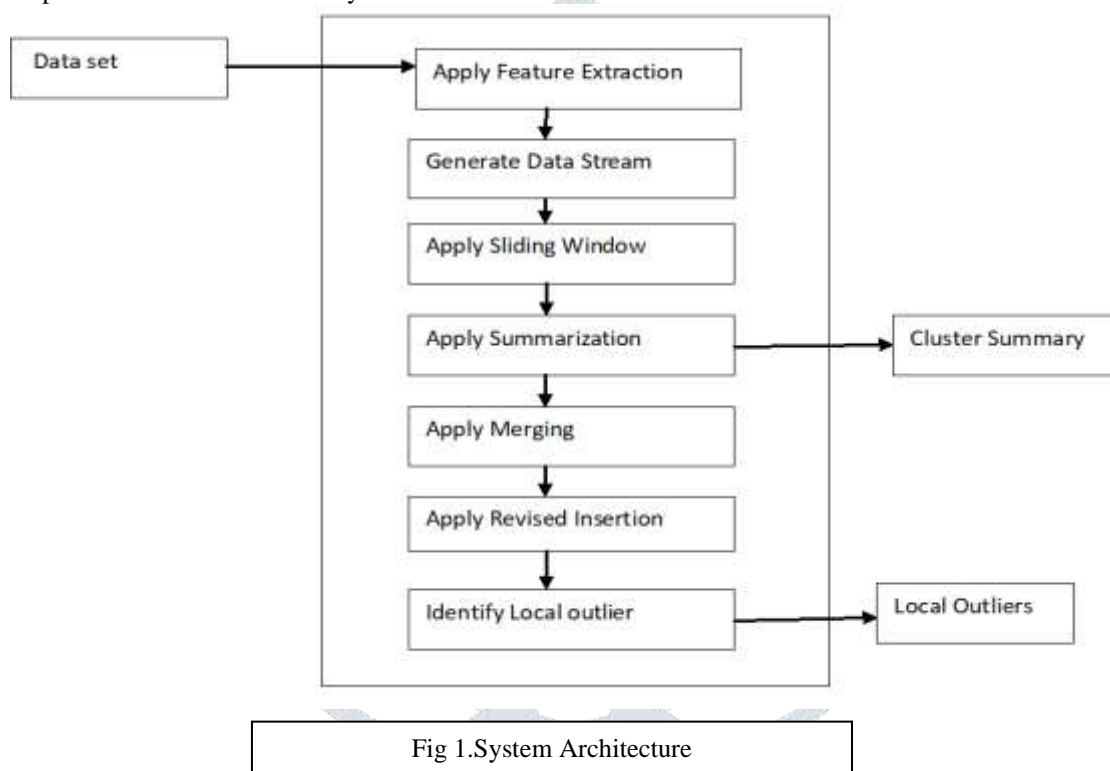 Data set
Apply Feature Extraction
Generate Data Stream
Apply Sliding Window
Apply Summarization
Cluster Summary
Apply Merging
Apply Revised Insertion
Identify Local outlier
Local Outliers
Fig 1.System Architecture